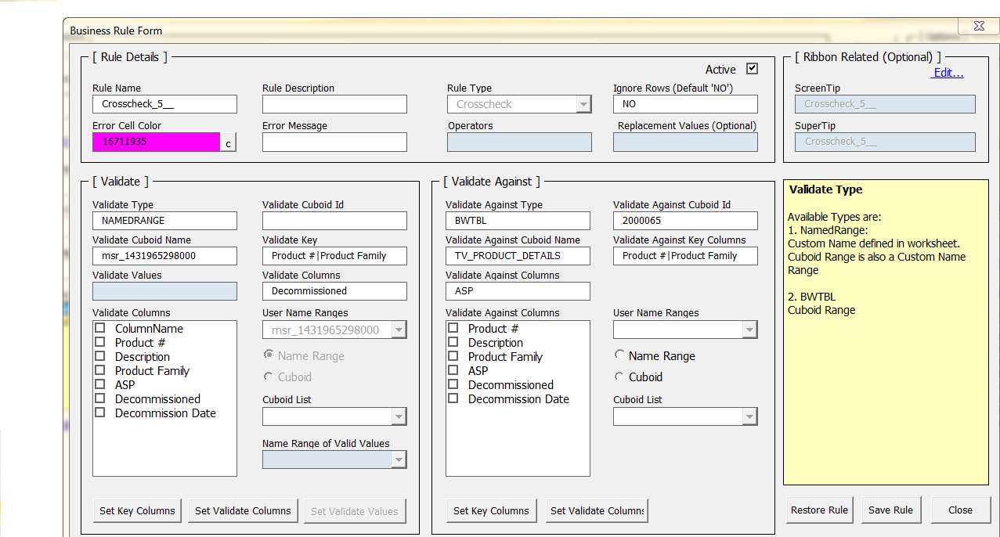 Business Rule Form
[ Rule Details ]
Active
Rule Name
Rule Description
Rule Type
Ignore Rows (Default 'NO')
Crosscheck_5__
Crosscheck
NO
Error Cell Color
Error Message
Operators
Replacement Values (Optional)
16711935
c
[ Ribbon Related (Optional) ]
Edit...
ScreenTip
Crosscheck_5__
SuperTip
Crosscheck_5__
[ Validate ]
Validate Type
Validate Cuboid Id
NAMEDRANGE
Validate Cuboid Name
Validate Key
msr_1431965298000
Product #|Product Family
Validate Values
Validate Columns
Decommissioned
Validate Columns
User Name Ranges
ColumnName
Product #
Description
Product Family
ASP
Decommissioned
Decommission Date
msr_1431965298000
Name Range
Cuboid
Cuboid List
Name Range of Valid Values
Set Key Columns
Set Validate Columns
Set Validate Values
[ Validate Against ]
Validate Against Type
Validate Against Cuboid Id
BWTBL
2000065
Validate Against Cuboid Name
Validate Against Key Columns
TV_PRODUCT_DETAILS
Product #|Product Family
Validate Against Columns
ASP
Validate Against Columns
User Name Ranges
Product #
Description
Product Family
ASP
Decommissioned
Decommission Date
Name Range
Cuboid
Cuboid List
Set Key Columns
Set Validate Columns
Validate Type
Available Types are:
1. NamedRange:
Custom Name defined in worksheet.
Cuboid Range is also a Custom Name
Range
2. BWTBL
Cuboid Range
Restore Rule
Save Rule
Close